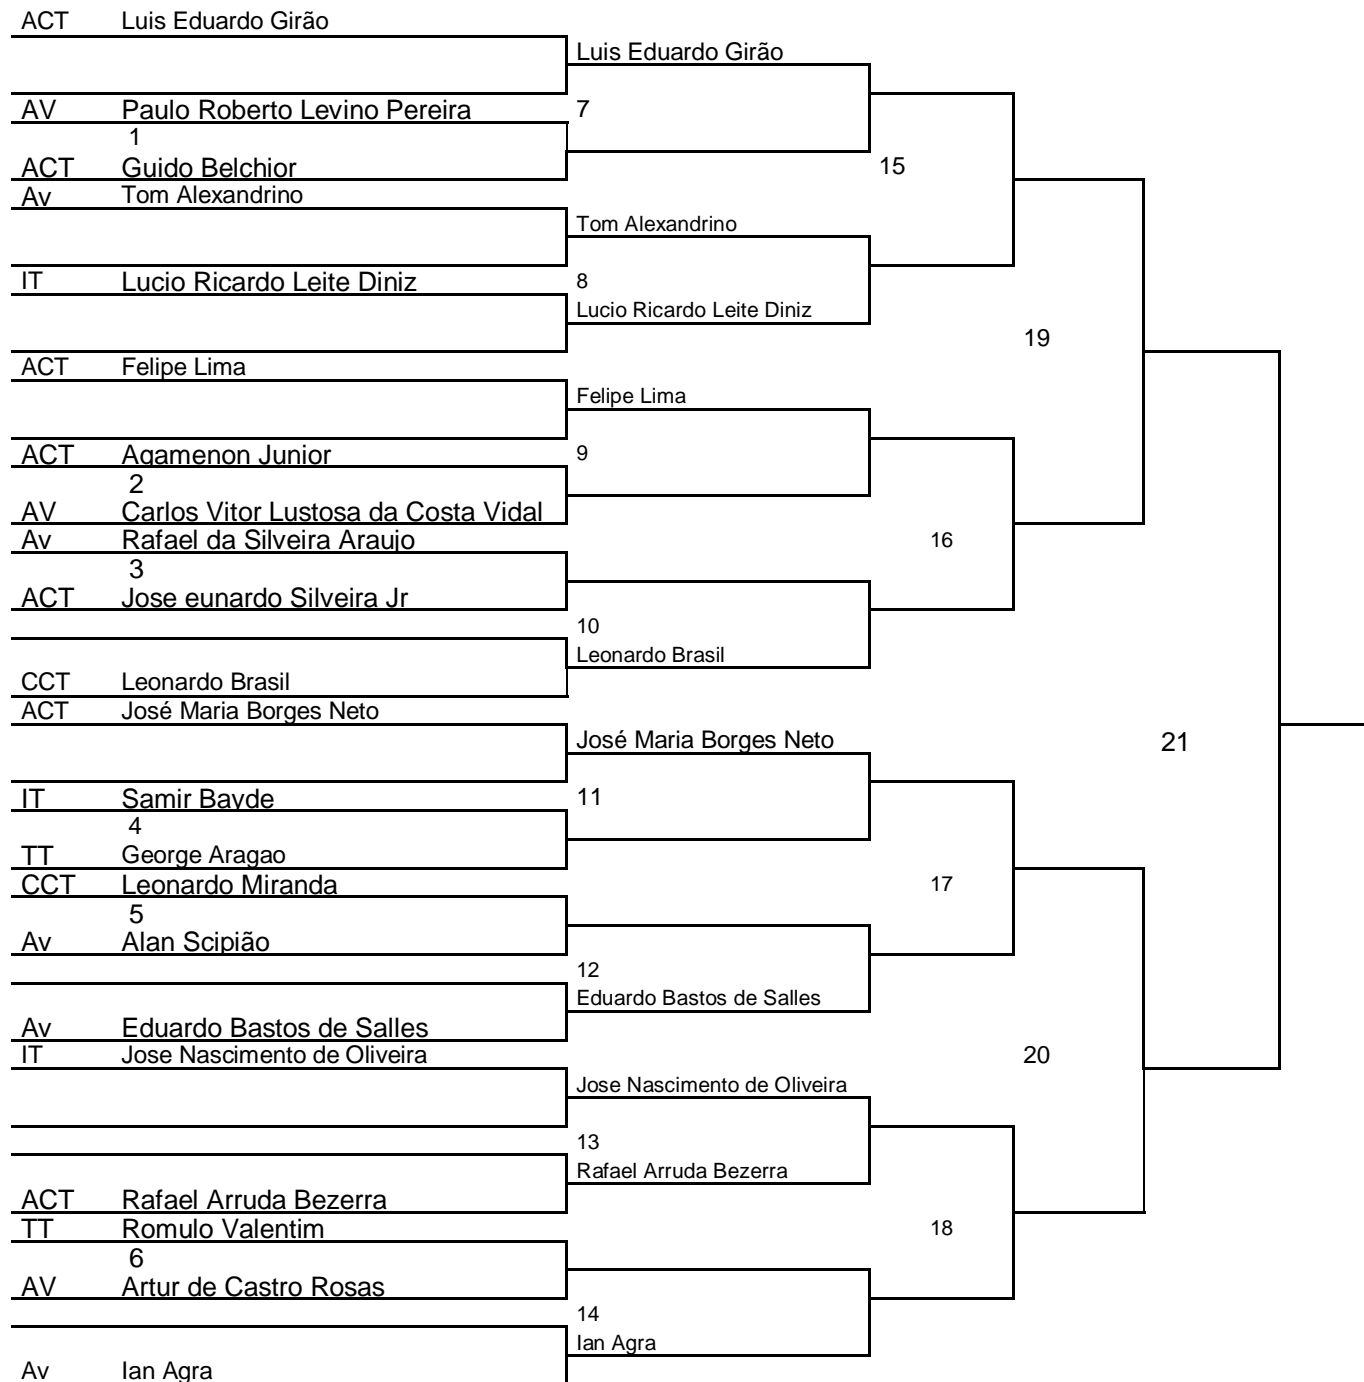 ACT Luis Eduardo Girão
Luis Eduardo Girão
AV Paulo Roberto Levino Pereira 7
1
ACT Guido Belchior 15
Av Tom Alexandrino
Tom Alexandrino
IT Lucio Ricardo Leite Diniz 8
Lucio Ricardo Leite Diniz
19
ACT Felipe Lima
Felipe Lima
ACT Agamenon Junior 9
2
AV Carlos Vitor Lustosa da Costa Vidal
Av Rafael da Silveira Araujo 16
3
ACT Jose eunardo Silveira Jr
10
Leonardo Brasil
CCT Leonardo Brasil
ACT José Maria Borges Neto
José Maria Borges Neto 21
IT Samir Bayde 11
4
TT George Aragao
CCT Leonardo Miranda 17
5
Av Alan Scipião
12
Eduardo Bastos de Salles
Av Eduardo Bastos de Salles
IT Jose Nascimento de Oliveira 20
Jose Nascimento de Oliveira
13
Rafael Arruda Bezerra
ACT Rafael Arruda Bezerra
TT Romulo Valentim 18
6
AV Artur de Castro Rosas
14
Ian Agra
Av Ian Agra